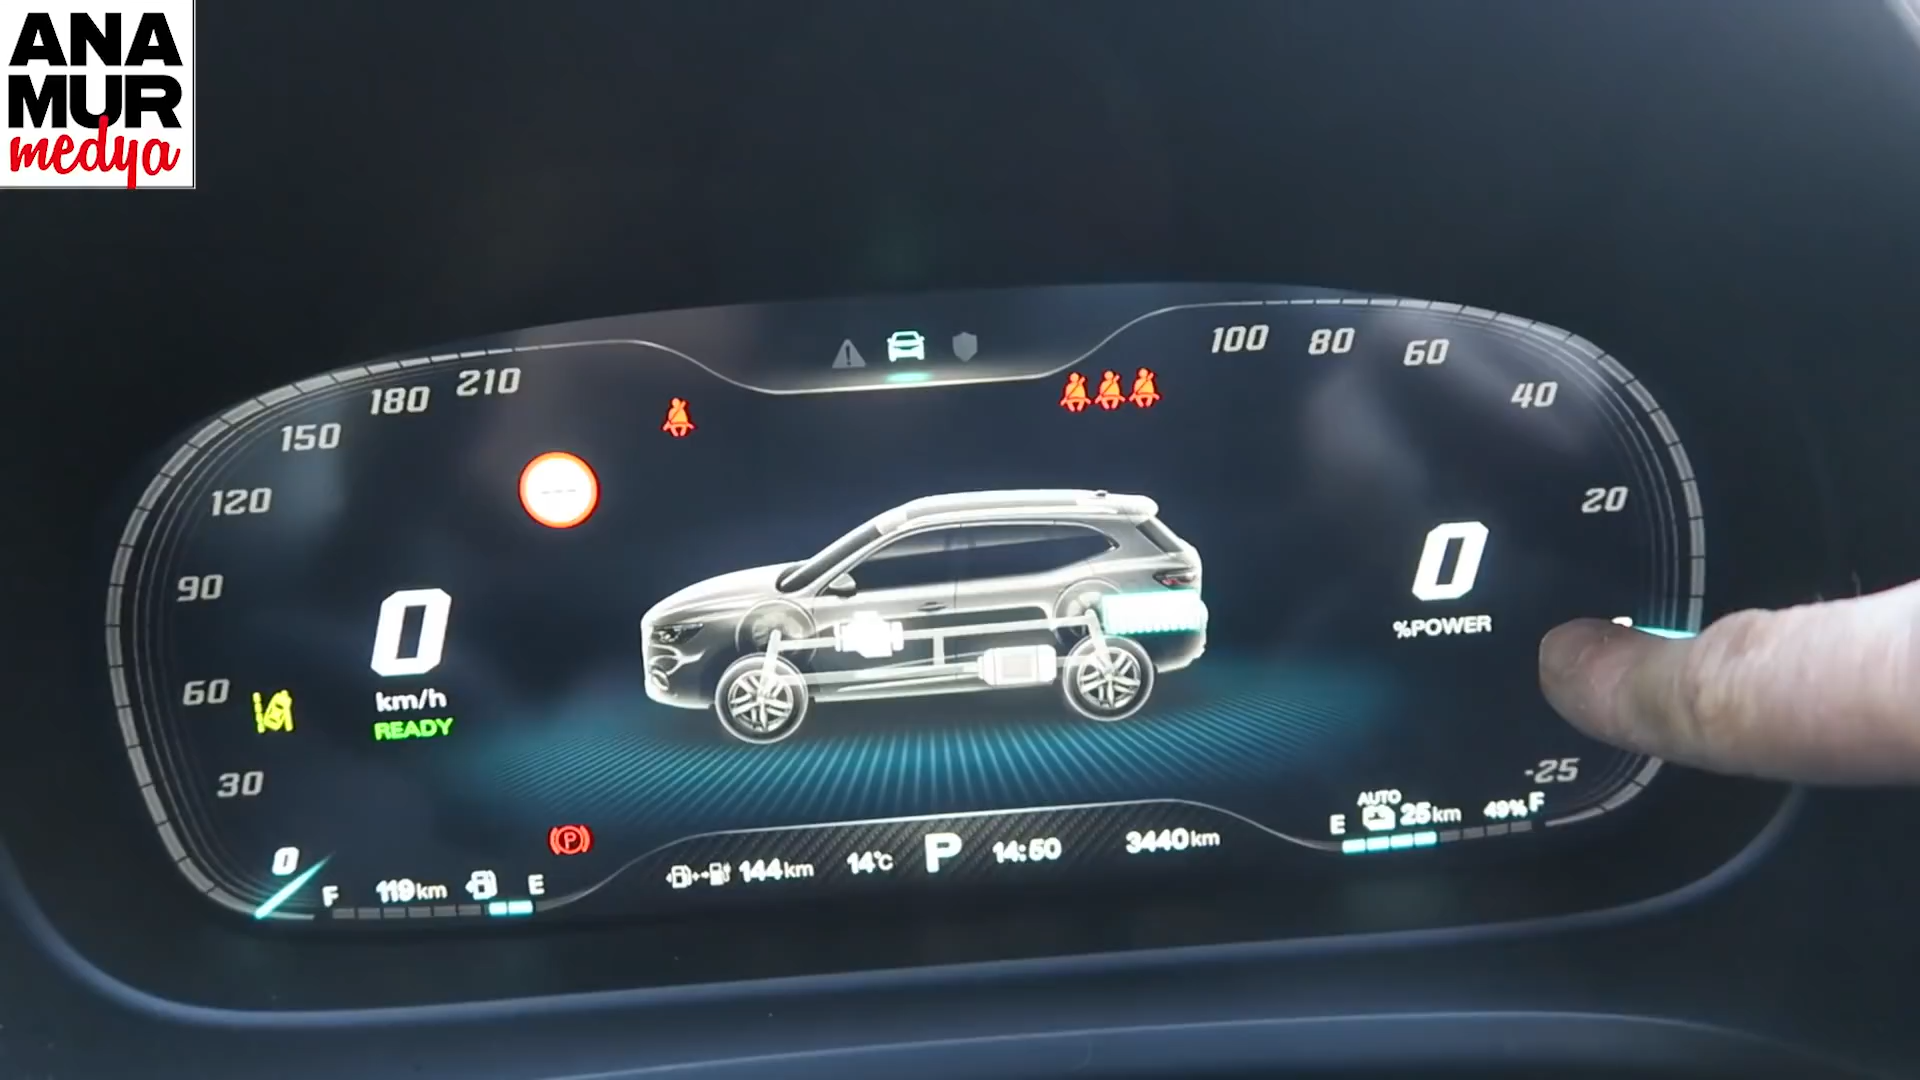 ANA
MUR
medya
210
180
150
120
90
60
30
0
0
km/h
READY
---
100
80
60
40
20
-25
0
%POWER
F 119km E
144km 14°C P 14:50 3440km
AUTO
E 25km 49% F